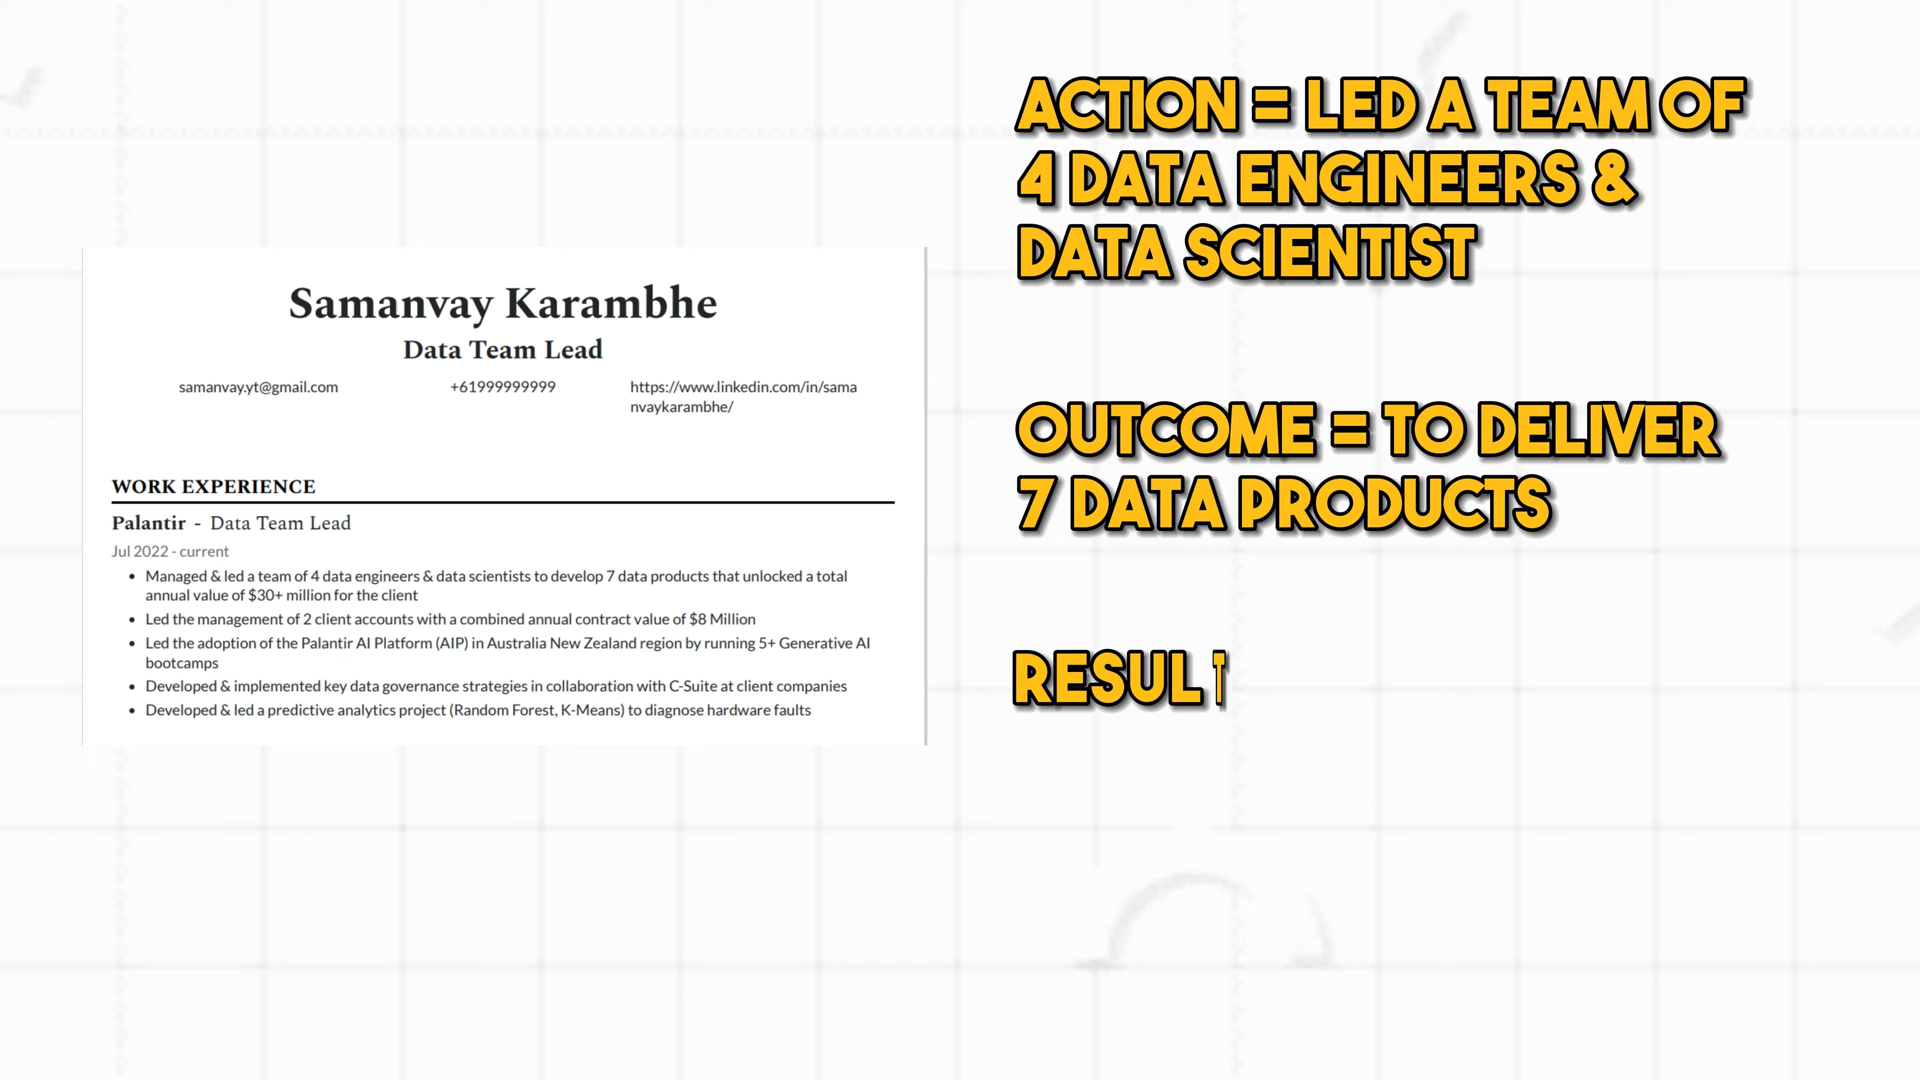 Samanvay Karambhe
Data Team Lead
samanvay.yt@gmail.com +61999999999 https://www.linkedin.com/in/sama
nvaykarambhe/
WORK EXPERIENCE
Palantir - Data Team Lead
Jul 2022 - current
• Managed & led a team of 4 data engineers & data scientists to develop 7 data products that unlocked a total
annual value of $30+ million for the client
• Led the management of 2 client accounts with a combined annual contract value of $8 Million
• Led the adoption of the Palantir AI Platform (AIP) in Australia New Zealand region by running 5+ Generative AI
bootcamps
• Developed & implemented key data governance strategies in collaboration with C-Suite at client companies
• Developed & led a predictive analytics project (Random Forest, K-Means) to diagnose hardware faults
ACTION = LED A TEAM OF
4 DATA ENGINEERS &
DATA SCIENTIST
OUTCOME = TO DELIVER
7 DATA PRODUCTS
RESULT